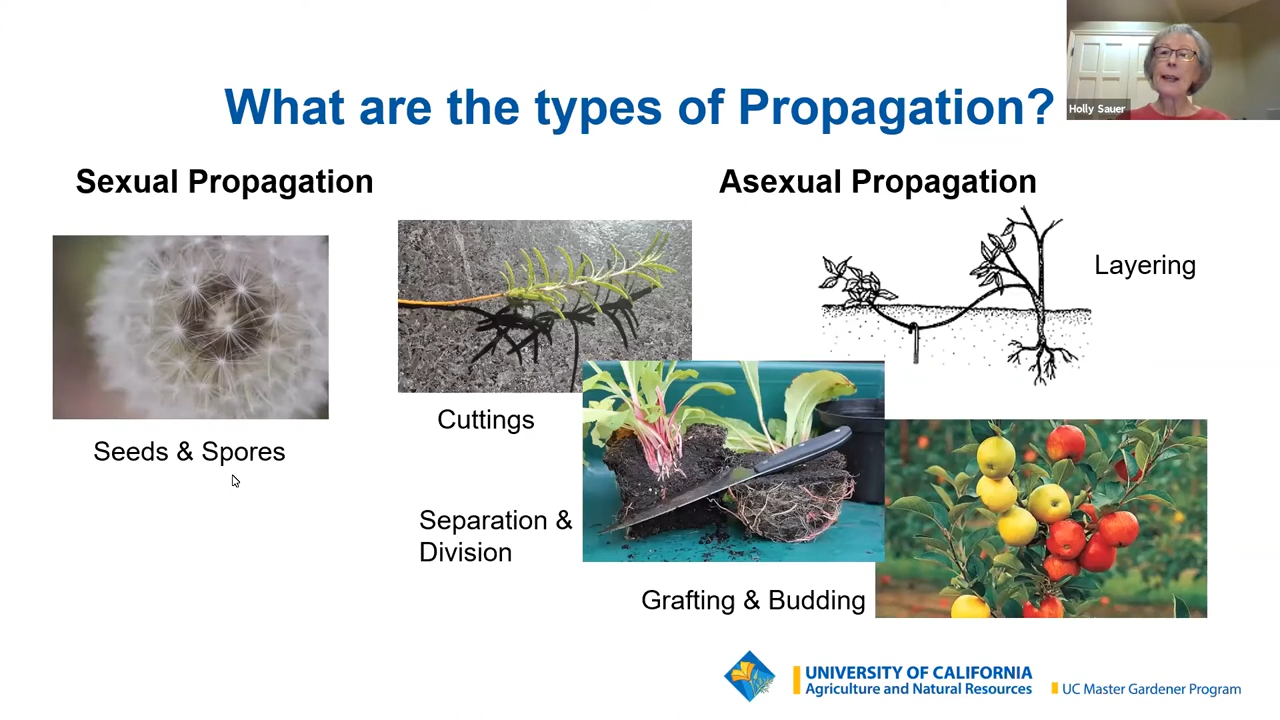 What are the types of Propagation?
Holly Sauer
Sexual Propagation
Asexual Propagation
Layering
Cuttings
Seeds & Spores
Separation &
Division
Grafting & Budding
UNIVERSITY OF CALIFORNIA
Agriculture and Natural Resources
UC Master Gardener Program